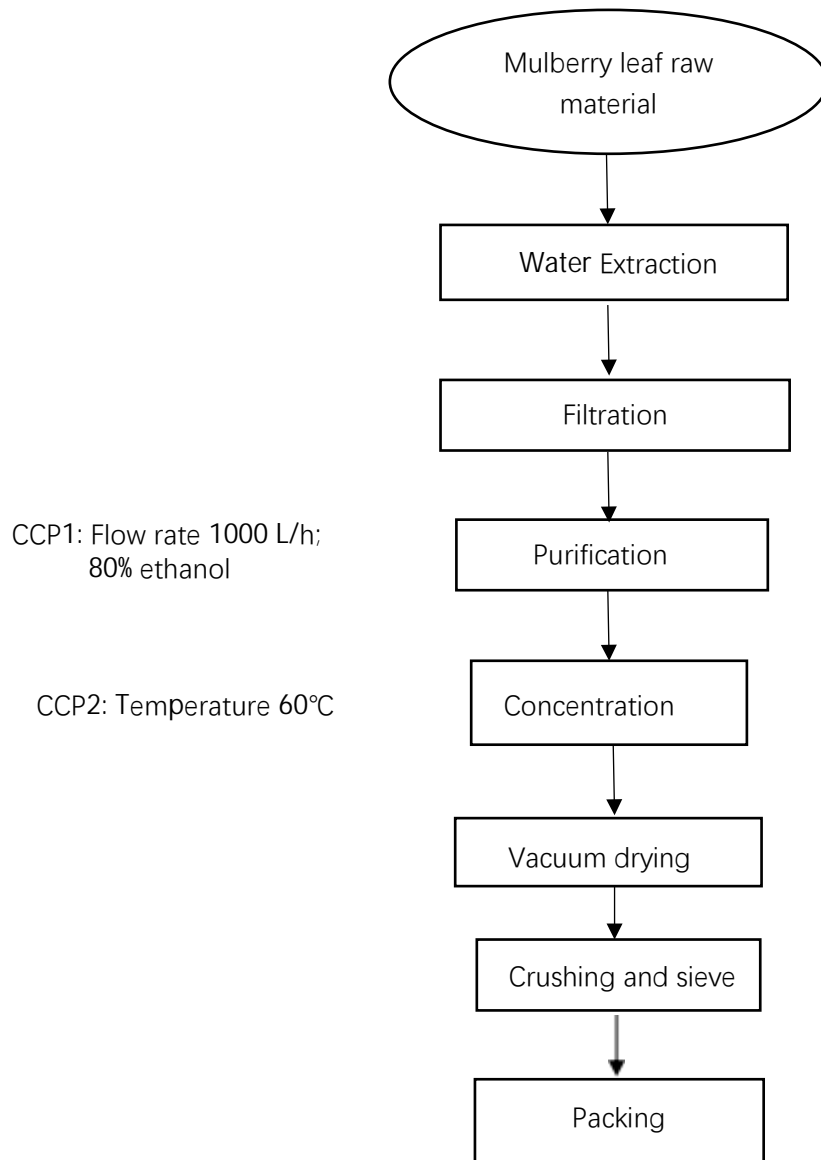 Mulberry leaf raw
material
Water Extraction
Filtration
CCP1: Flow rate 1000 L/h;
80% ethanol
Purification
CCP2: Temperature 60℃
Concentration
Vacuum drying
Crushing and sieve
Packing